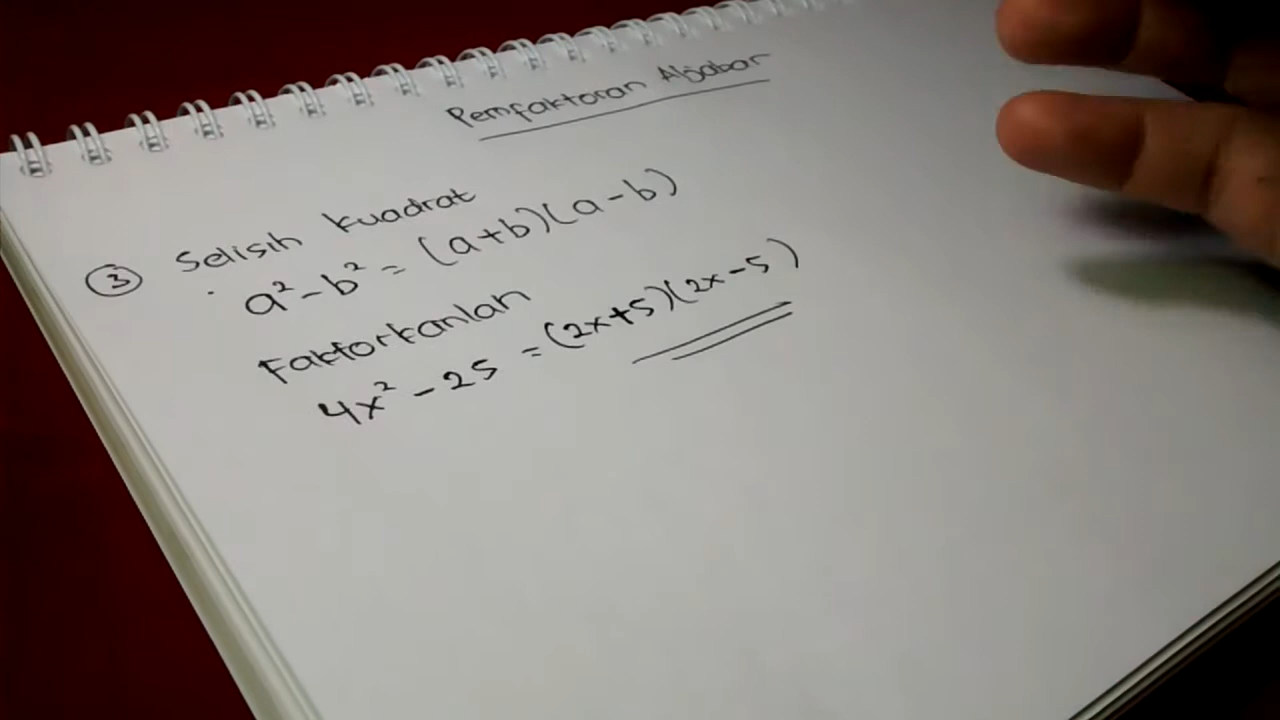 Pemfaktoran Aljabar
③ Selisih kuadrat
a² - b² = (a+b)(a-b)
Faktorkanlah
4x² - 25 = (2x+5)(2x-5)